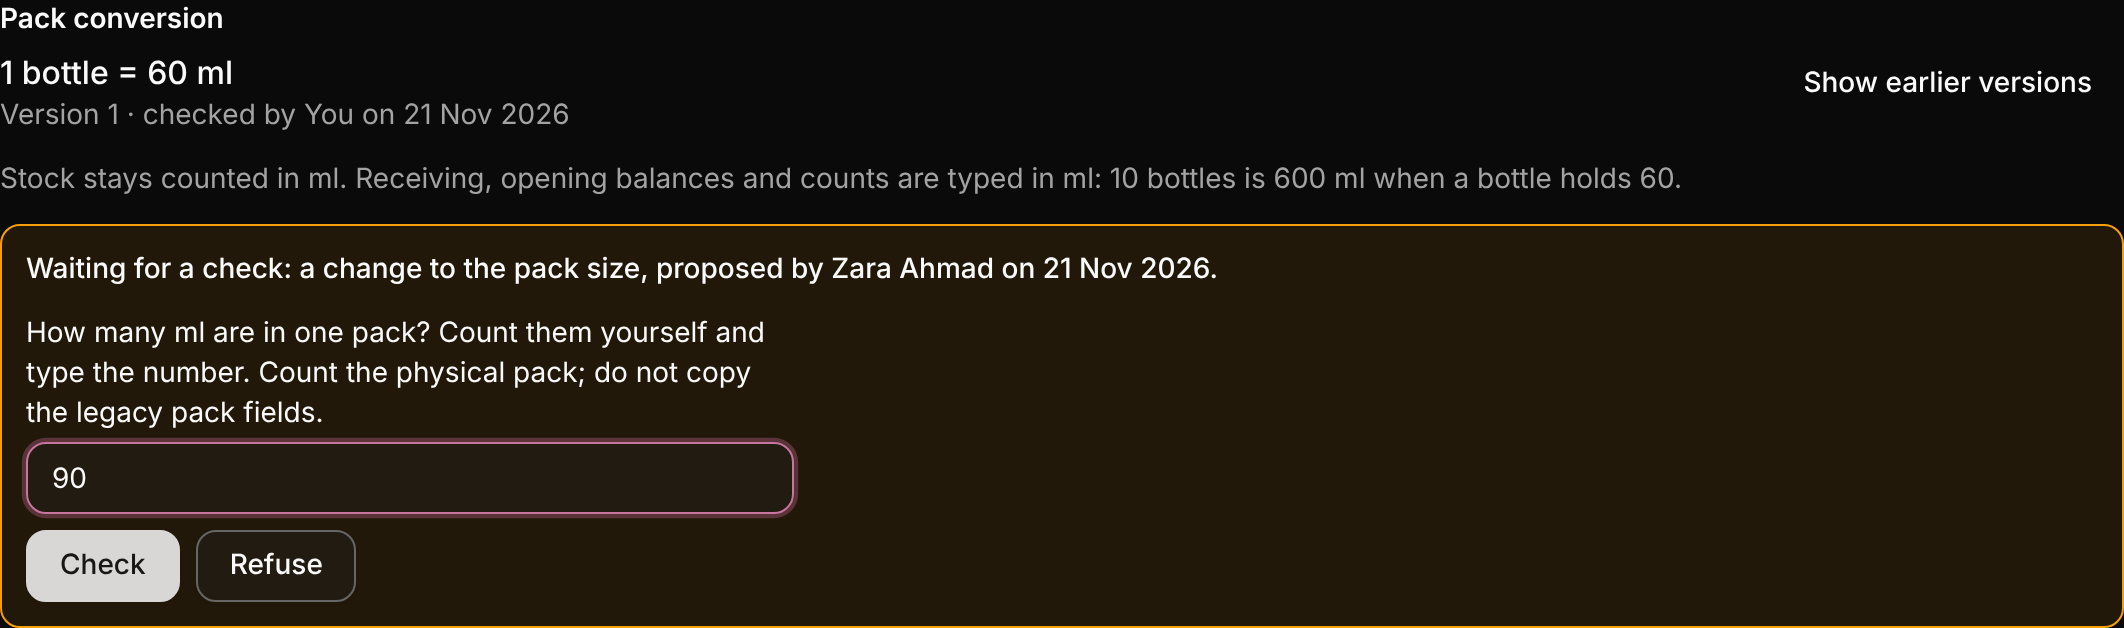 Pack conversion
1 bottle = 60 ml
Show earlier versions
Version 1 · checked by You on 21 Nov 2026
Stock stays counted in ml. Receiving, opening balances and counts are typed in ml: 10 bottles is 600 ml when a bottle holds 60.
Waiting for a check: a change to the pack size, proposed by Zara Ahmad on 21 Nov 2026.
How many ml are in one pack? Count them yourself and
type the number. Count the physical pack; do not copy
the legacy pack fields.
90
Check
Refuse